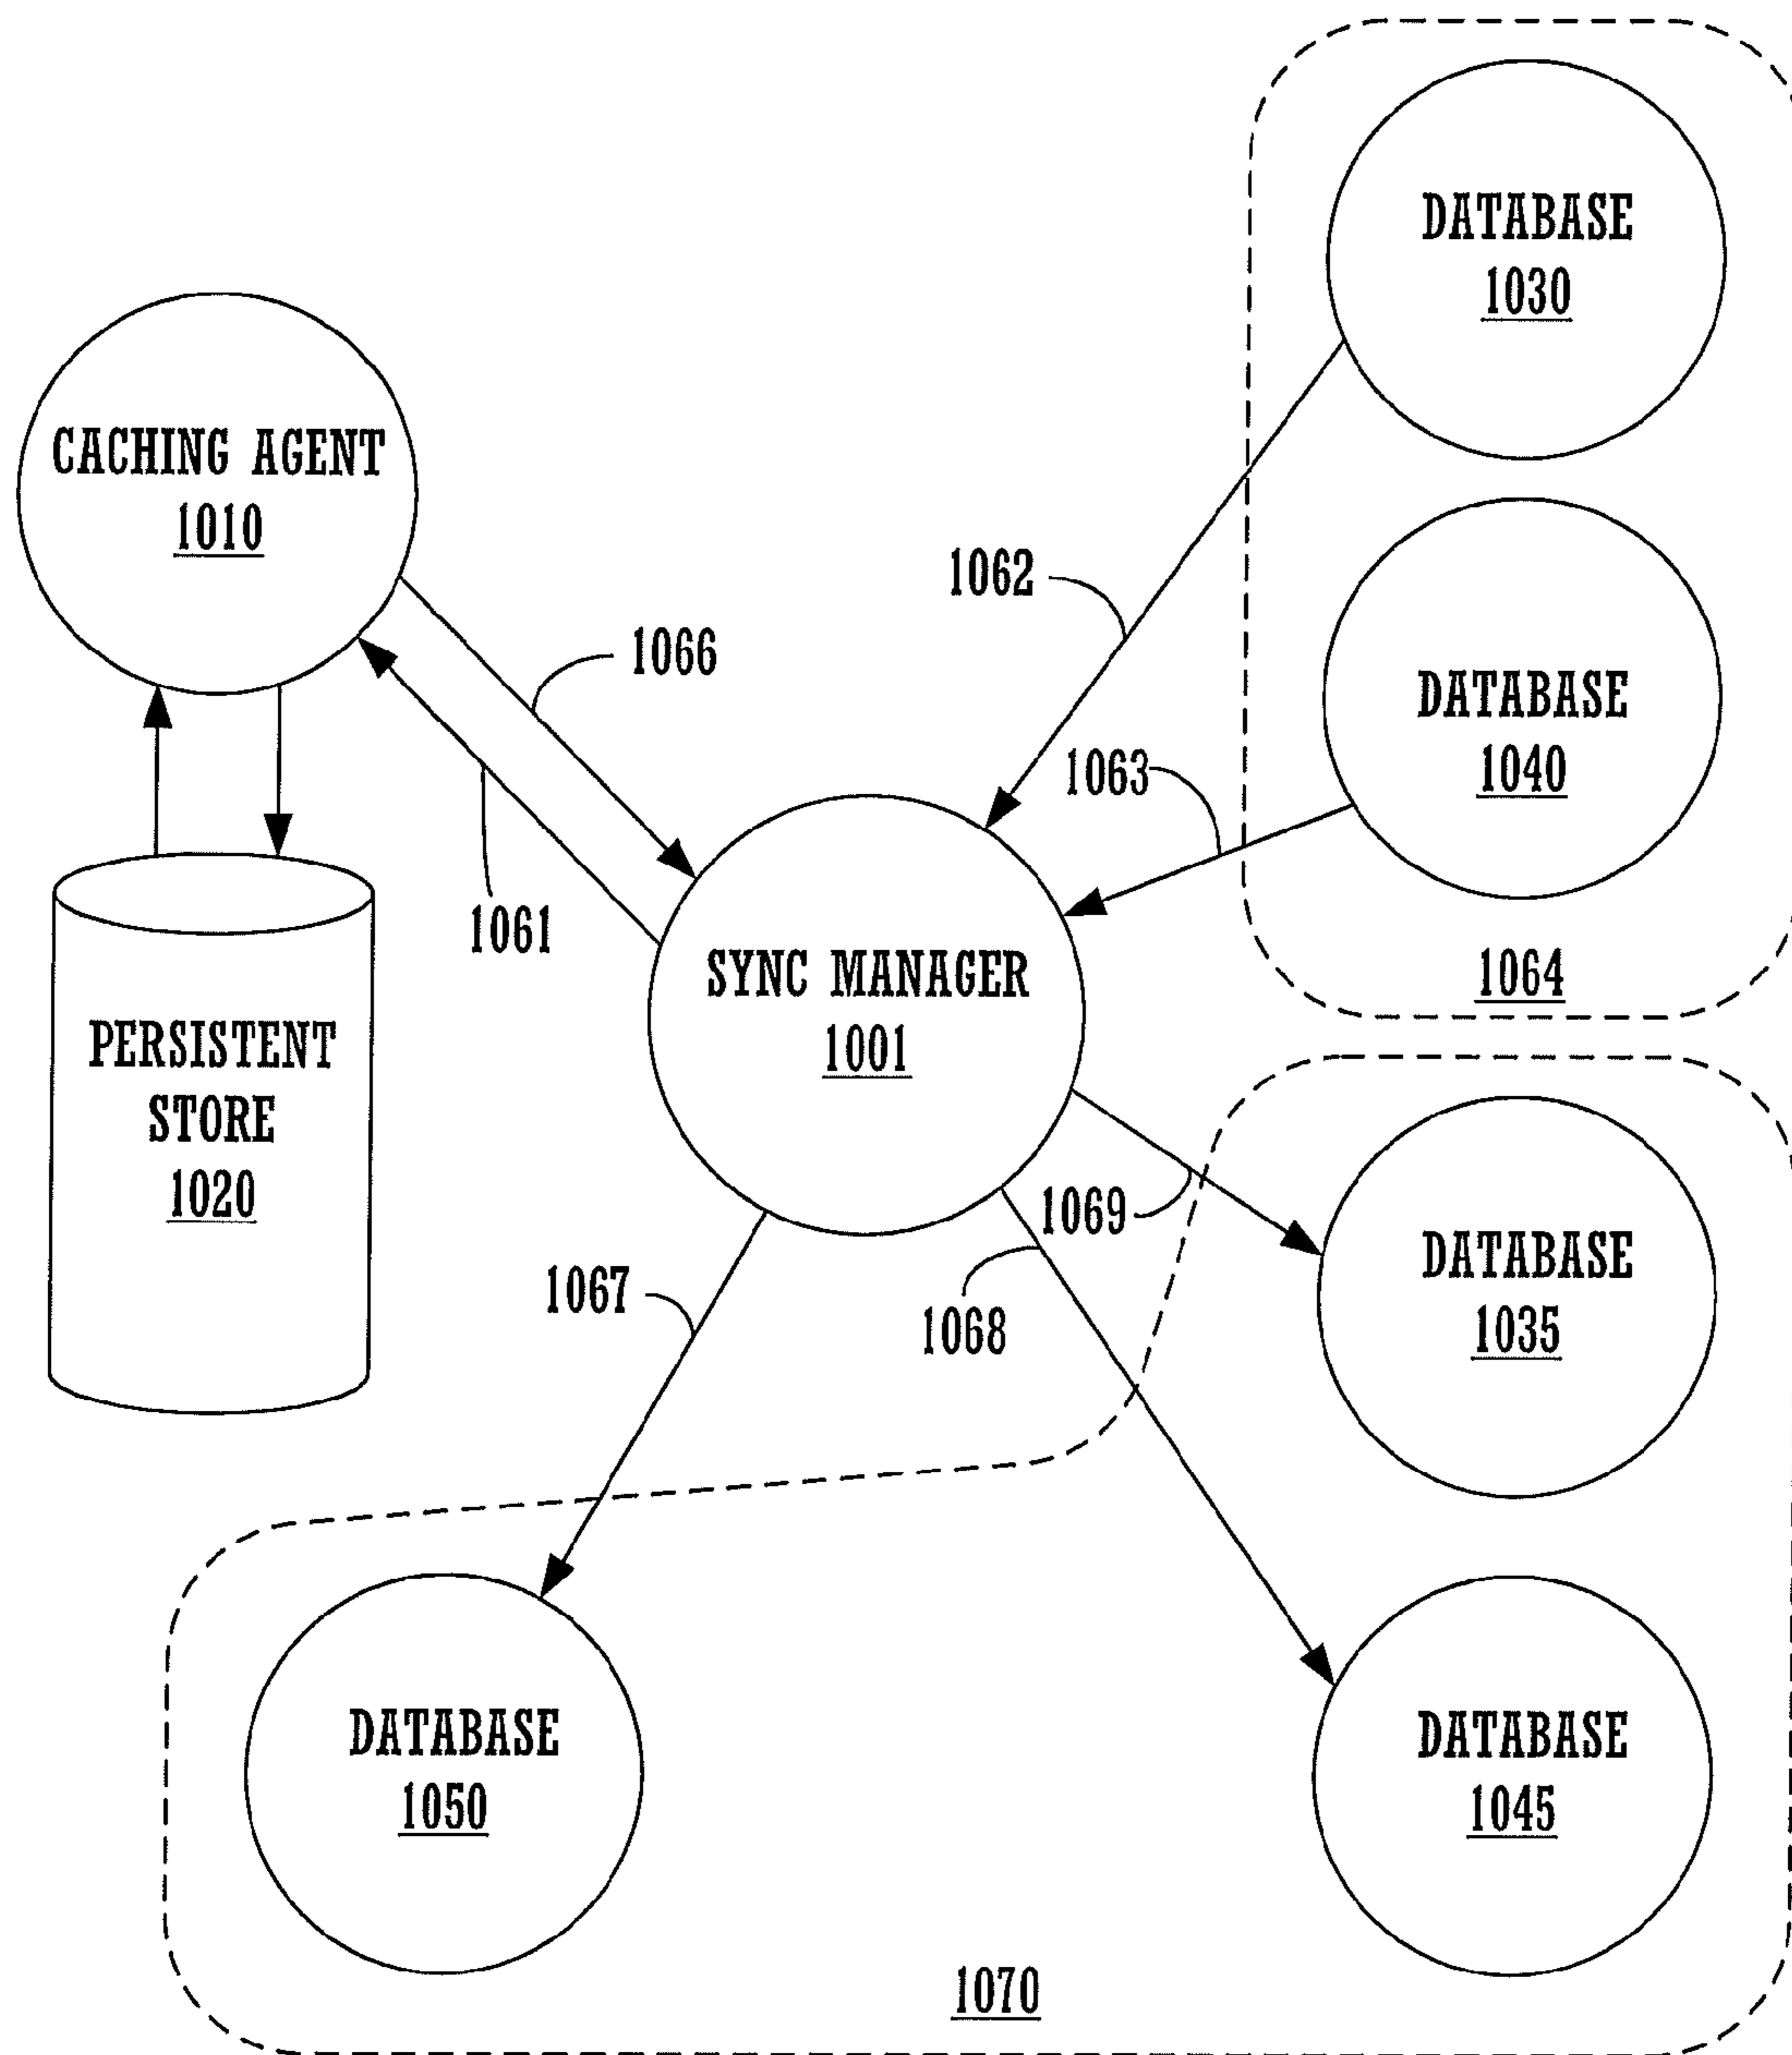 DATABASE
1030
CACHING AGENT
1010
1062
1066
DATABASE
1040
1063
1061
SYNC MANAGER
1001
1064
PERSISTENT
STORE
1020
1069
DATABASE
1035
1067
1068
DATABASE
1050
DATABASE
1045
1070